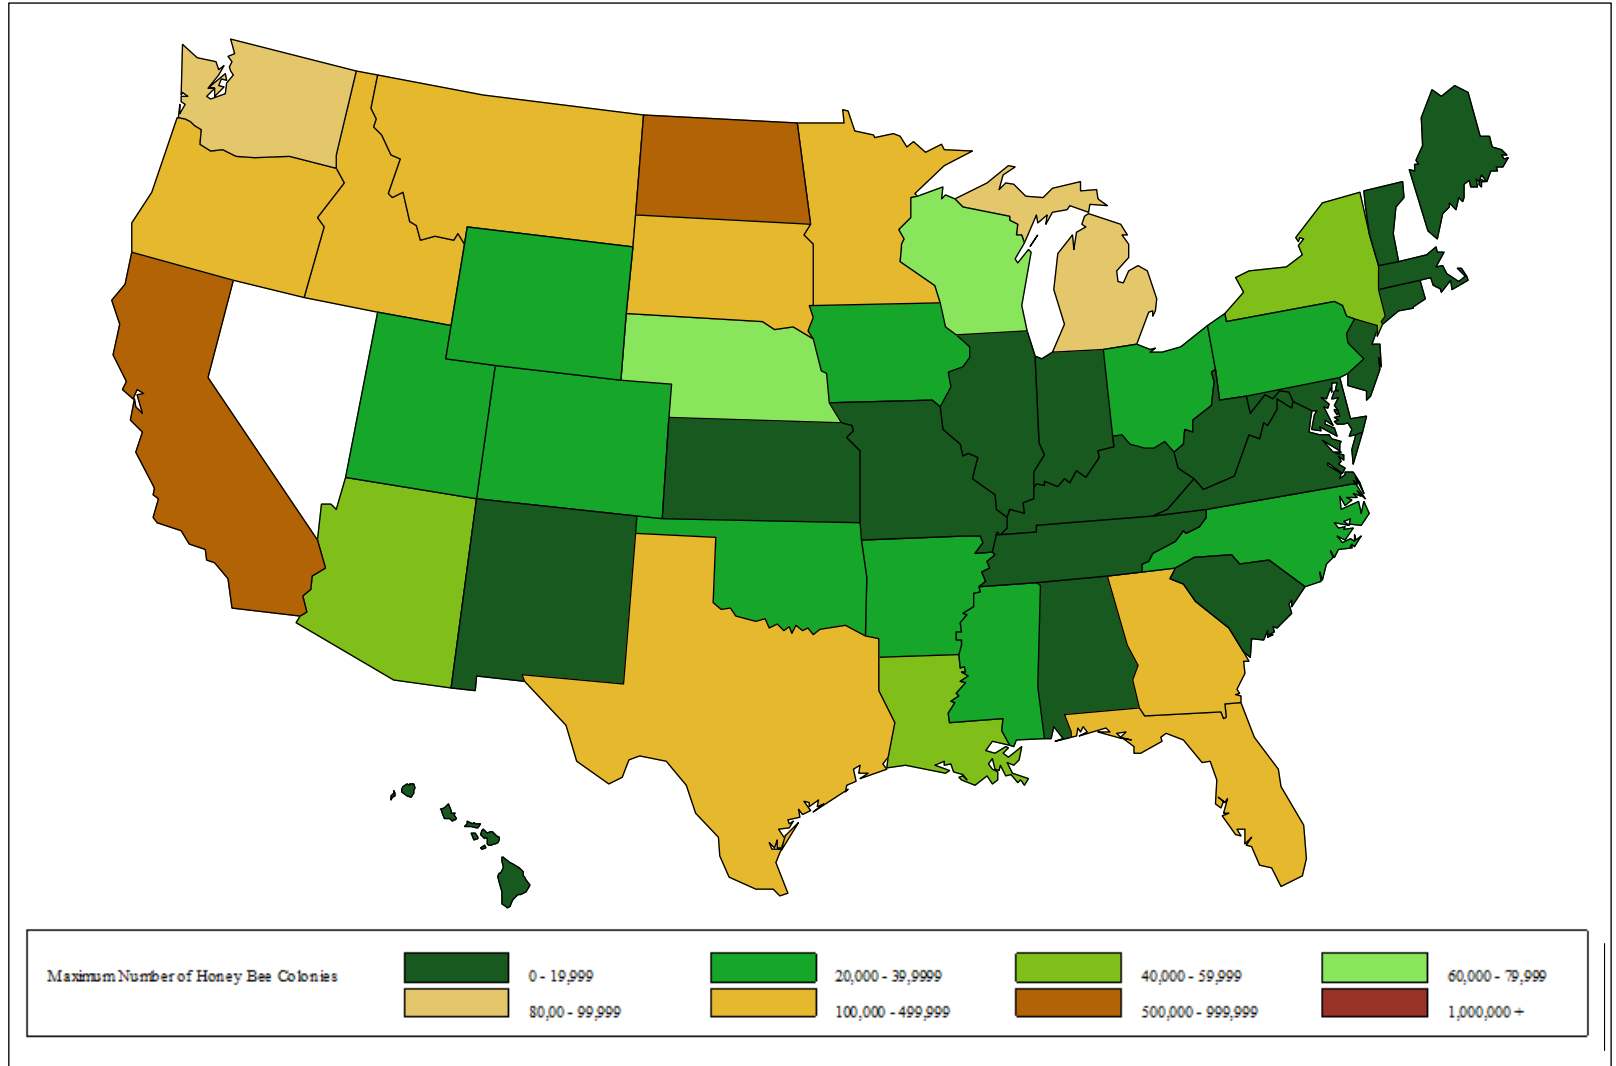 Maximum Number of Honey Bee Colonies
0 - 19,999
20,000 - 39,9999
40,000 - 59,999
60,000 - 79,999
80,00 - 99,999
100,000 - 499,999
500,000 - 999,999
1,000,000 +